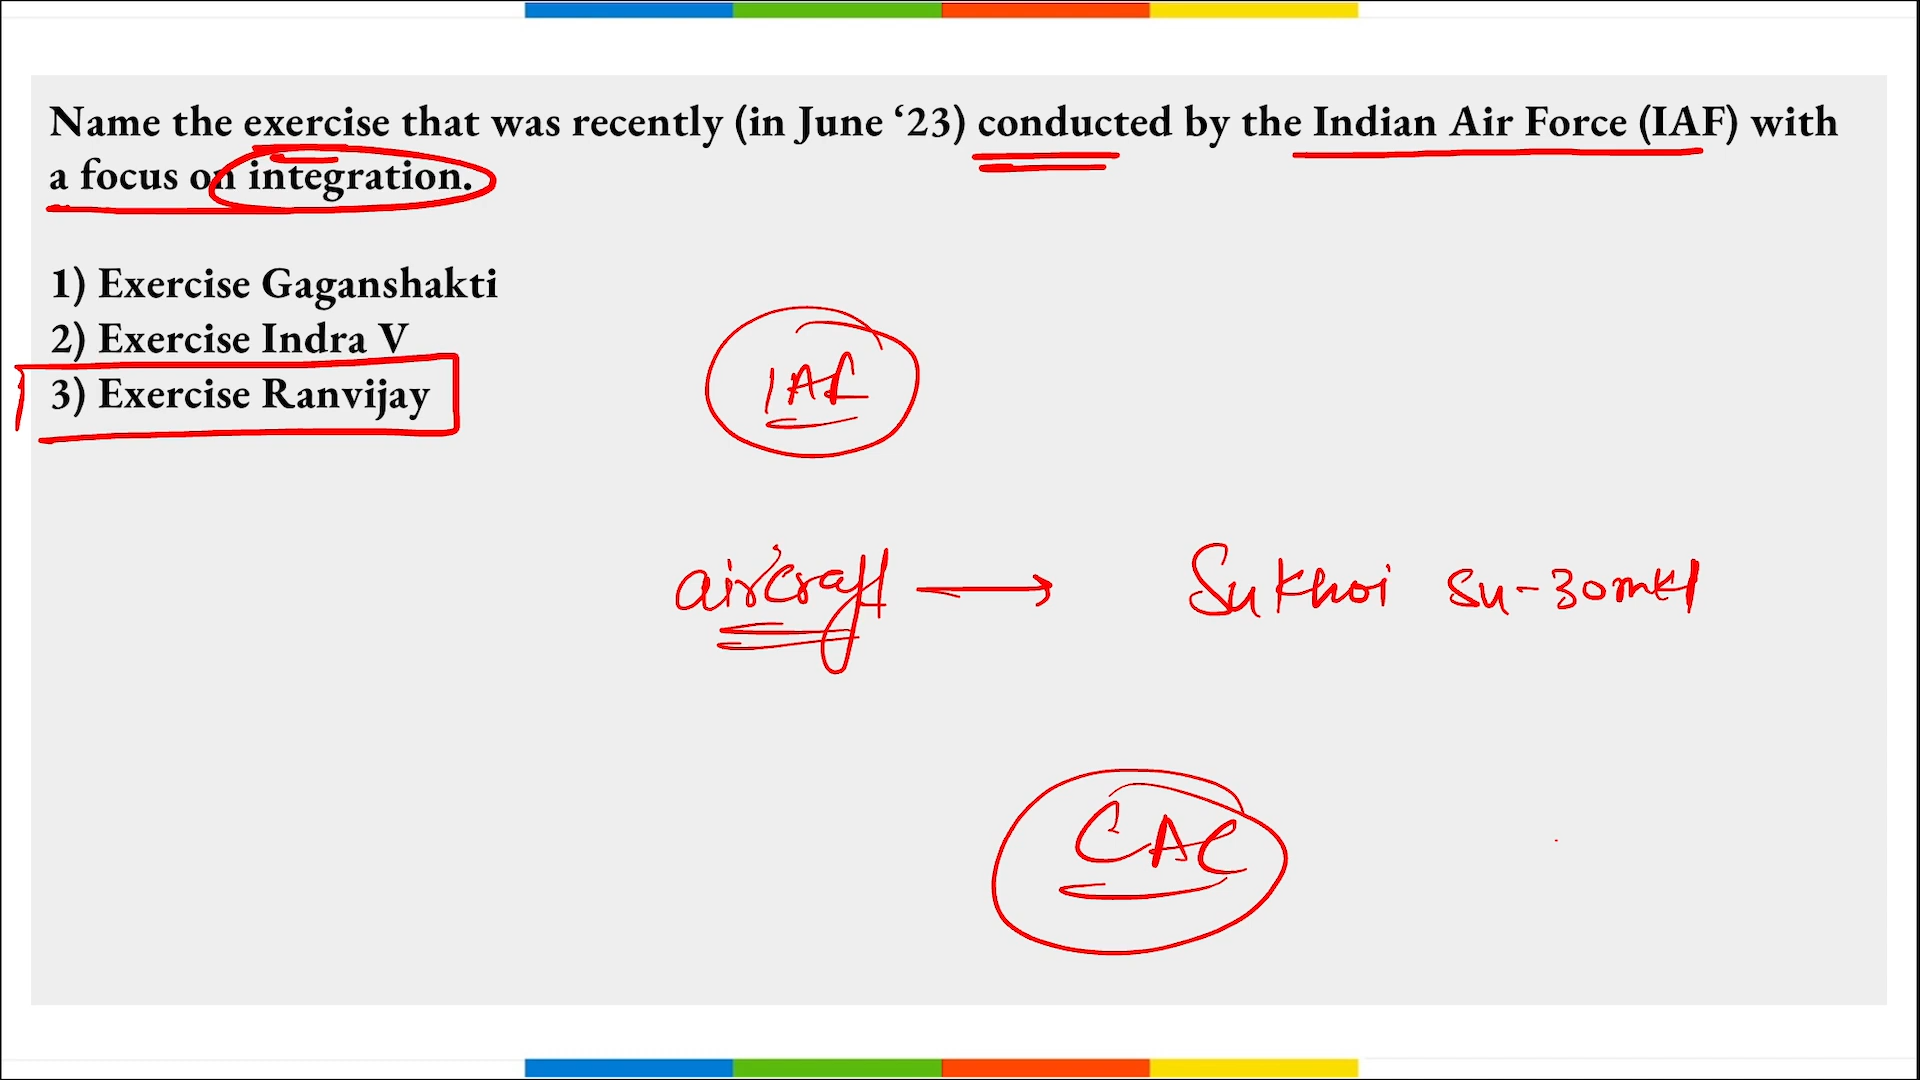 Name the exercise that was recently (in June ‘23) conducted by the Indian Air Force (IAF) with
a focus on integration.
1) Exercise Gaganshakti
2) Exercise Indra V
3) Exercise Ranvijay
IAF
aircraft → Sukhoi Su-30mkI
CAC